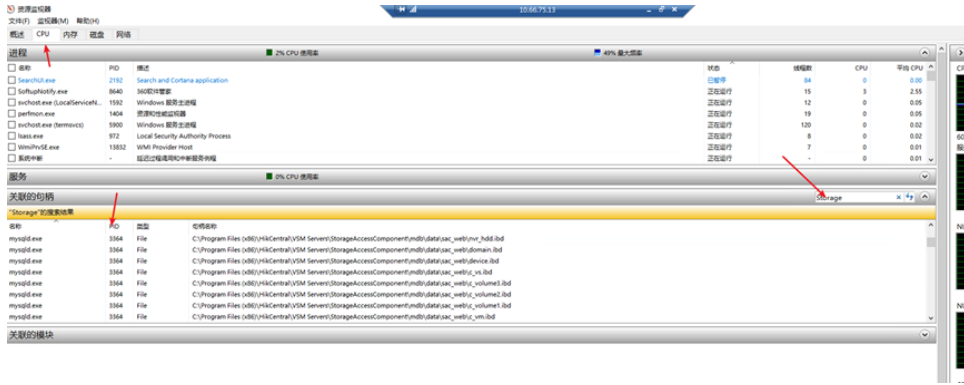 资源监视器 10.66.75.13
文件(F) 监视器(M) 帮助(H)
概述 CPU 内存 磁盘 网络
进程 2% CPU 使用率 49% 最大频率
名称 PID 描述 状态 线程数 CPU 平均 CPU
SearchUI.exe 2192 Search and Cortana application 已暂停 84 0 0.00
SoftupNotify.exe 8640 360软件管家 正在运行 15 3 2.55
svchost.exe (LocalServiceN... 1592 Windows 服务主进程 正在运行 12 0 0.05
perfmon.exe 1404 资源和性能监视器 正在运行 19 0 0.05
svchost.exe (termsvcs) 5900 Windows 服务主进程 正在运行 120 0 0.02
lsass.exe 972 Local Security Authority Process 正在运行 8 0 0.02
WmiPrvSE.exe 13832 WMI Provider Host 正在运行 7 0 0.01
系统中断 - 延迟过程调用和中断服务例程 正在运行 - 0 0.01
服务 0% CPU 使用率
关联的句柄 Storage
"Storage"的搜索结果
名称 PID 类型 句柄名称
mysqld.exe 3364 File C:\Program Files (x86)\HikCentral\VSM Servers\StorageAccessComponent\mdb\data\sac_web\nvr_hdd.ibd
mysqld.exe 3364 File C:\Program Files (x86)\HikCentral\VSM Servers\StorageAccessComponent\mdb\data\sac_web\domain.ibd
mysqld.exe 3364 File C:\Program Files (x86)\HikCentral\VSM Servers\StorageAccessComponent\mdb\data\sac_web\device.ibd
mysqld.exe 3364 File C:\Program Files (x86)\HikCentral\VSM Servers\StorageAccessComponent\mdb\data\sac_web\c_vs.ibd
mysqld.exe 3364 File C:\Program Files (x86)\HikCentral\VSM Servers\StorageAccessComponent\mdb\data\sac_web\c_volume3.ibd
mysqld.exe 3364 File C:\Program Files (x86)\HikCentral\VSM Servers\StorageAccessComponent\mdb\data\sac_web\c_volume2.ibd
mysqld.exe 3364 File C:\Program Files (x86)\HikCentral\VSM Servers\StorageAccessComponent\mdb\data\sac_web\c_volume1.ibd
mysqld.exe 3364 File C:\Program Files (x86)\HikCentral\VSM Servers\StorageAccessComponent\mdb\data\sac_web\c_vm.ibd
关联的模块